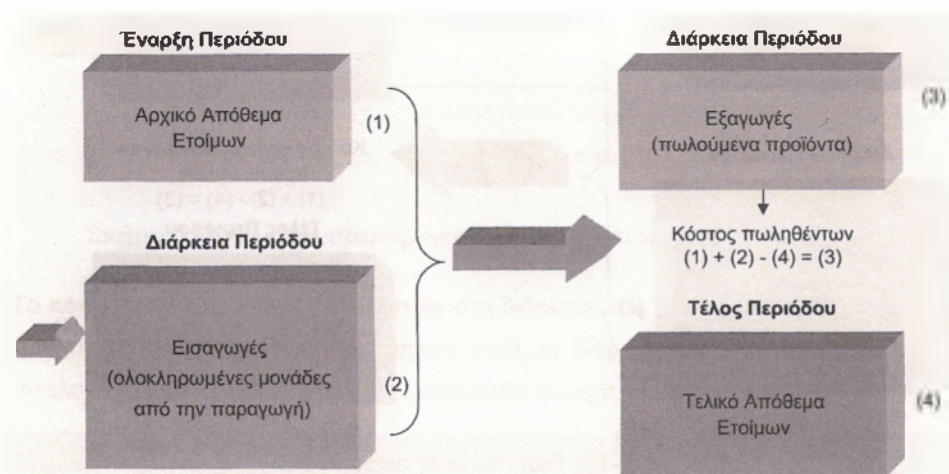 Έναρξη Περιόδου
Αρχικό Απόθεμα
Ετοίμων
(1)
Διάρκεια Περιόδου
Εισαγωγές
(ολοκληρωμένες μονάδες
από την παραγωγή)
(2)
Διάρκεια Περιόδου
Εξαγωγές
(πωλούμενα προϊόντα)
(3)
Κόστος πωληθέντων
(1) + (2) - (4) = (3)
Τέλος Περιόδου
Τελικό Απόθεμα
Ετοίμων
(4)